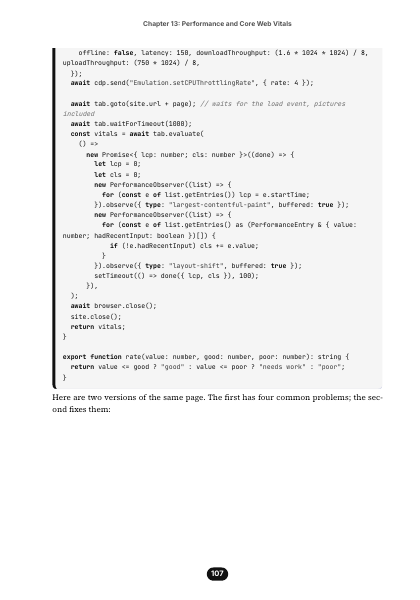 Chapter 13: Performance and Core Web Vitals
offline: false, latency: 150, downloadThroughput: (1.6 * 1024 * 1024) / 8,
uploadThroughput: (750 * 1024) / 8,
});
await cdp.send("Emulation.setCPUThrottlingRate", { rate: 4 });
await tab.goto(site.url + page); // waits for the load event, pictures
included
await tab.waitForTimeout(1000);
const vitals = await tab.evaluate(
() =>
new Promise<{ lcp: number; cls: number }>((done) => {
let lcp = 0;
let cls = 0;
new PerformanceObserver((list) => {
for (const e of list.getEntries()) lcp = e.startTime;
}).observe({ type: "largest-contentful-paint", buffered: true });
new PerformanceObserver((list) => {
for (const e of list.getEntries() as (PerformanceEntry & { value:
number; hadRecentInput: boolean })[]) {
if (!e.hadRecentInput) cls += e.value;
}
}).observe({ type: "layout-shift", buffered: true });
setTimeout(() => done({ lcp, cls }), 100);
}),
);
await browser.close();
site.close();
return vitals;
}
export function rate(value: number, good: number, poor: number): string {
return value <= good ? "good" : value <= poor ? "needs work" : "poor";
}
Here are two versions of the same page. The first has four common problems; the sec-
ond fixes them:
107